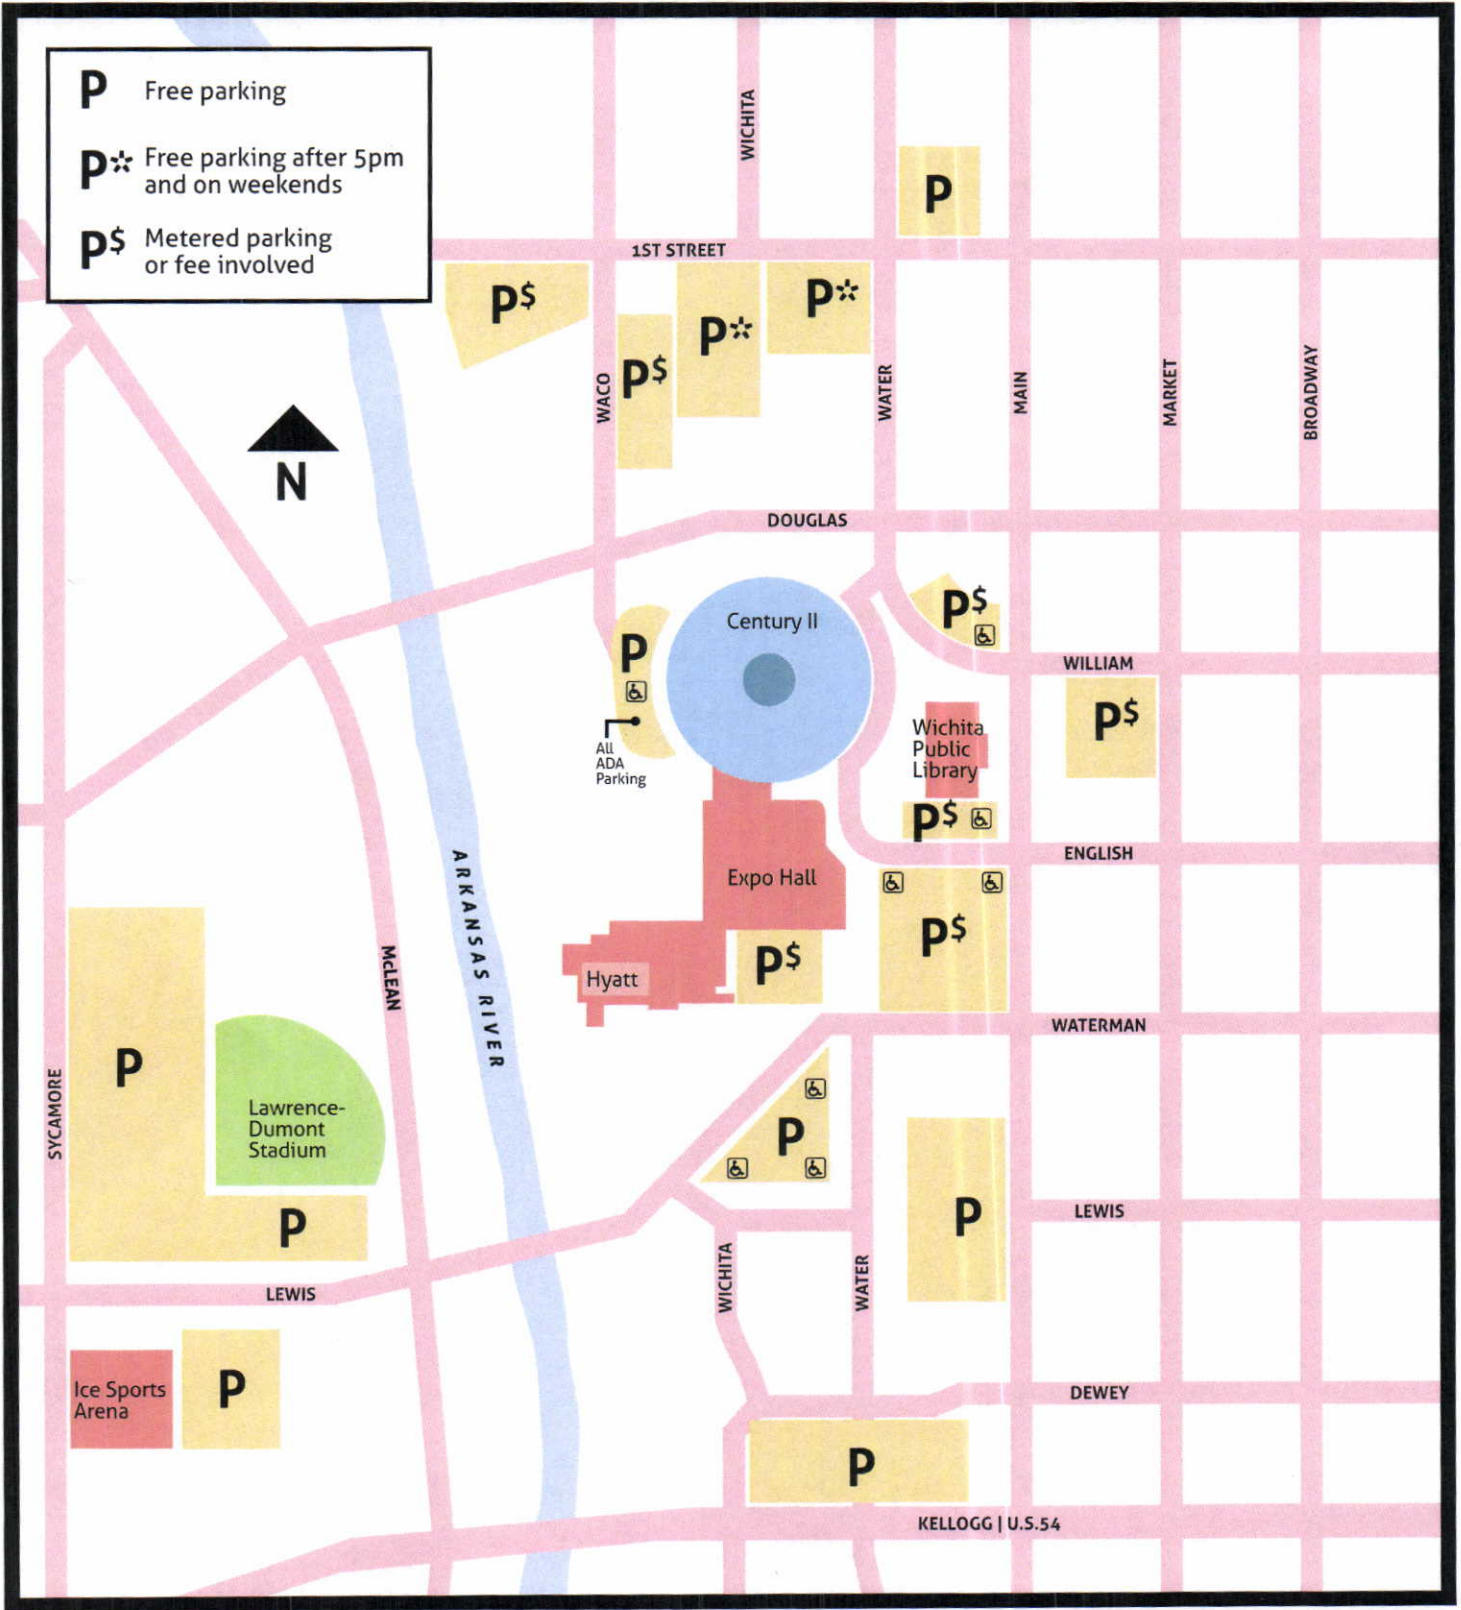 P Free parking
P* Free parking after 5pm
and on weekends
P$ Metered parking
or fee involved
WICHITA
P
1ST STREET
P$
P*
P*
P$
WACO
WATER
MAIN
MARKET
BROADWAY
N
DOUGLAS
Century II
P$
P
WILLIAM
All
ADA
Parking
P$
Wichita
Public
Library
P$
ENGLISH
ARKANSAS RIVER
Expo Hall
P$
P$
Hyatt
McLEAN
WATERMAN
P
SYCAMORE
Lawrence-
Dumont
Stadium
P
P
P
LEWIS
WICHITA
WATER
LEWIS
Ice Sports
Arena
P
DEWEY
P
KELLOGG | U.S.54